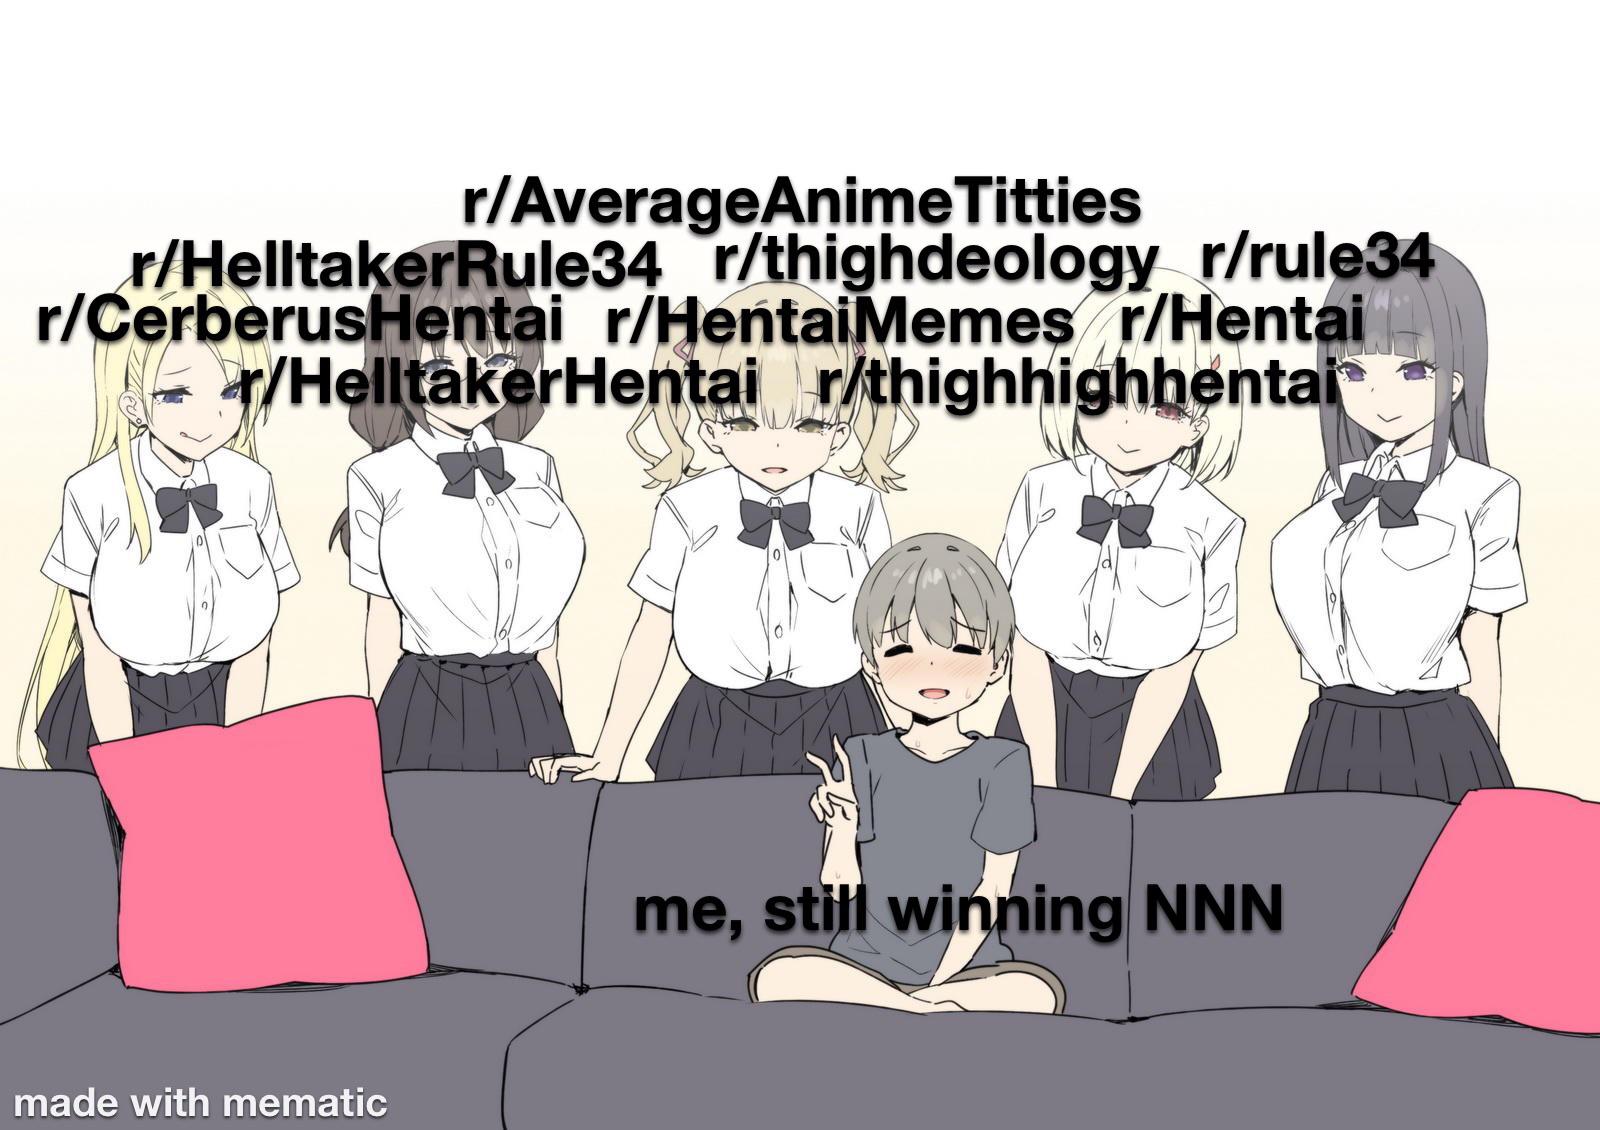 r/AverageAnimeTitties
r/HelltakerRule34 r/thighdeology r/rule34
r/CerberusHentai r/HentaiMemes r/Hentai
r/HelltakerHentai r/thighhighhentai
me, still winning NNN
made with mematic